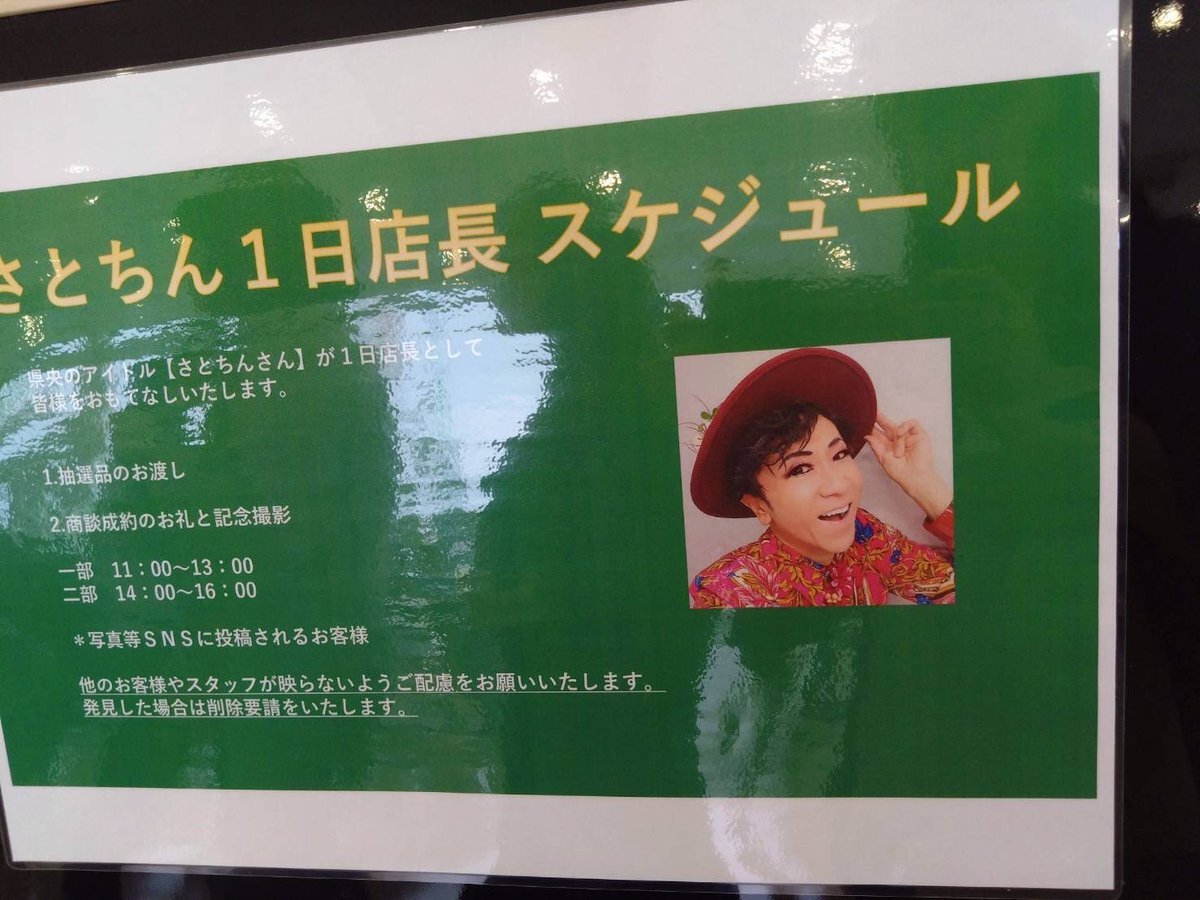 さとちん１日店長 スケジュール
県央のアイドル【さとちんさん】が１日店長として
皆様をおもてなしいたします。
1.抽選品のお渡し
2.商談成約のお礼と記念撮影
一部　11：00～13：00
二部　14：00～16：00
＊写真等ＳＮＳに投稿されるお客様
他のお客様やスタッフが映らないようご配慮をお願いいたします。
発見した場合は削除要請をいたします。